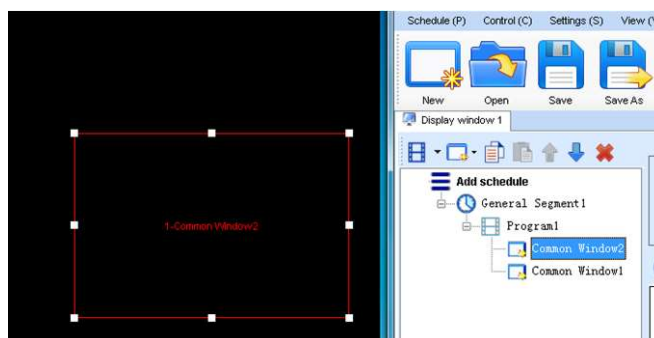 Schedule (P) Control (C) Settings (S) View
New Open Save Save As
Display window 1
Add schedule
General Segment1
Program1
1-Common Window2
Common Window2
Common Window1